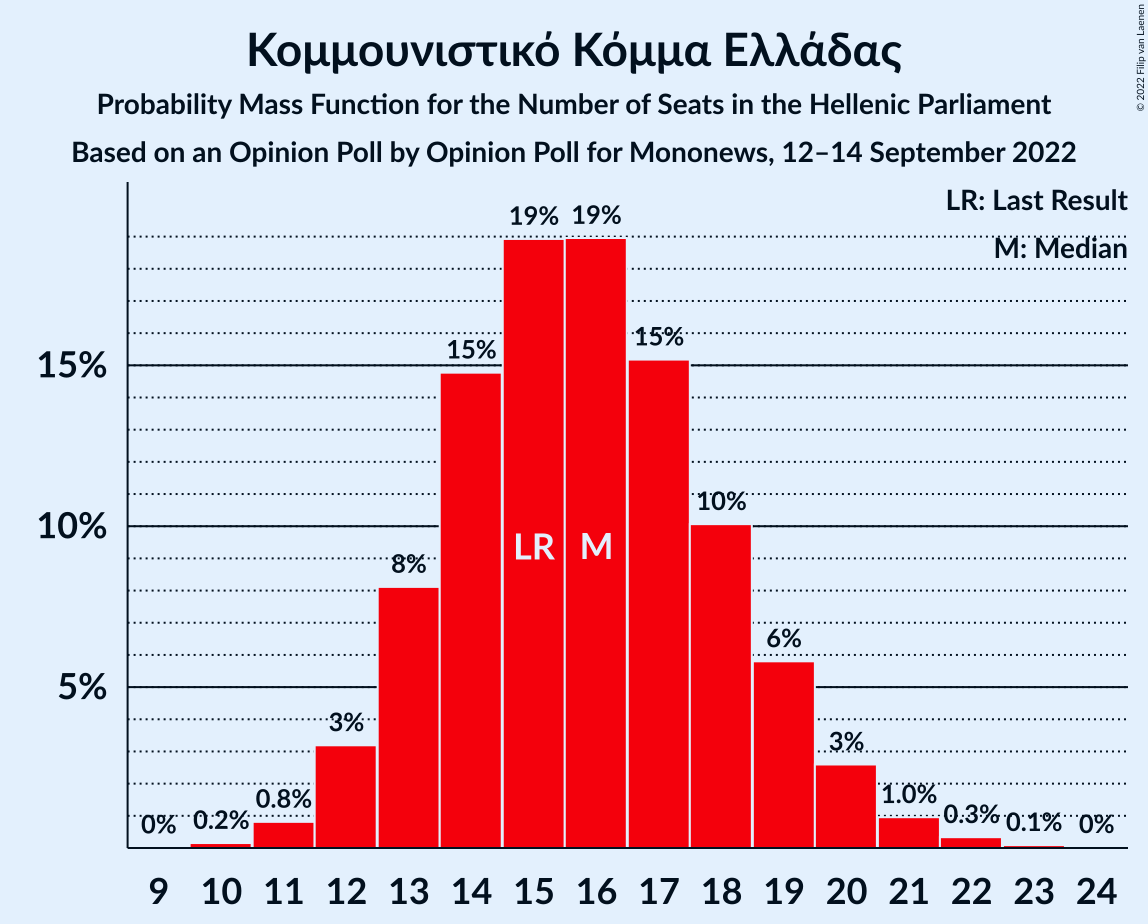 Κομμουνιστικό Κόμμα Ελλάδας
Probability Mass Function for the Number of Seats in the Hellenic Parliament
Based on an Opinion Poll by Opinion Poll for Mononews, 12–14 September 2022
© 2022 Filip van Laenen
LR: Last Result
M: Median
15%
10%
5%
0%
0.2%
0.8%
3%
8%
15%
19%
19%
15%
10%
6%
3%
1.0%
0.3%
0.1%
0%
LR
M
9 10 11 12 13 14 15 16 17 18 19 20 21 22 23 24